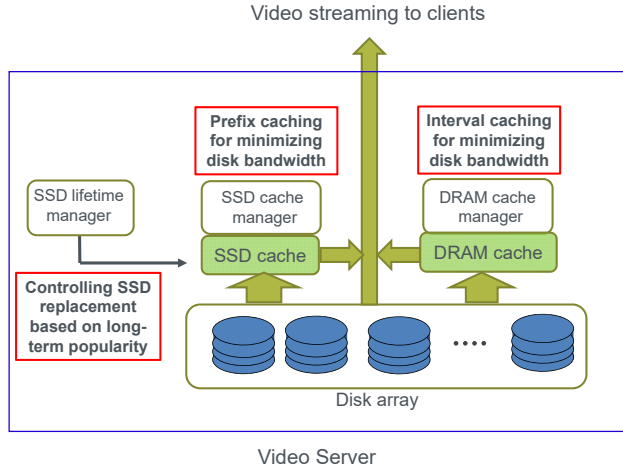 Video streaming to clients
Prefix caching
for minimizing
disk bandwidth
Interval caching
for minimizing
disk bandwidth
SSD lifetime
manager
SSD cache
manager
DRAM cache
manager
SSD cache
DRAM cache
Controlling SSD
replacement
based on long-
term popularity
....
Disk array
Video Server